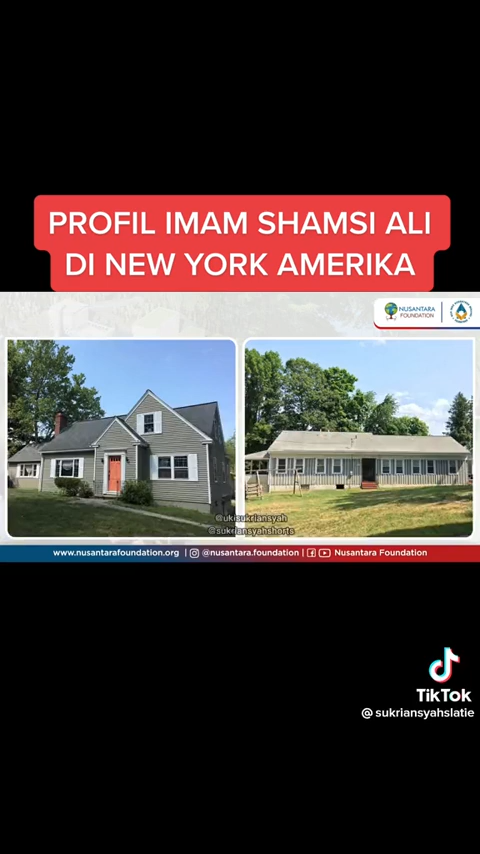 PROFIL IMAM SHAMSI ALI
DI NEW YORK AMERIKA
NUSANTARA
FOUNDATION
@ukisukriansyah
@sukriansyahshorts
www.nusantarafoundation.org | @nusantara.foundation | Nusantara Foundation
TikTok
@ sukriansyahslatie